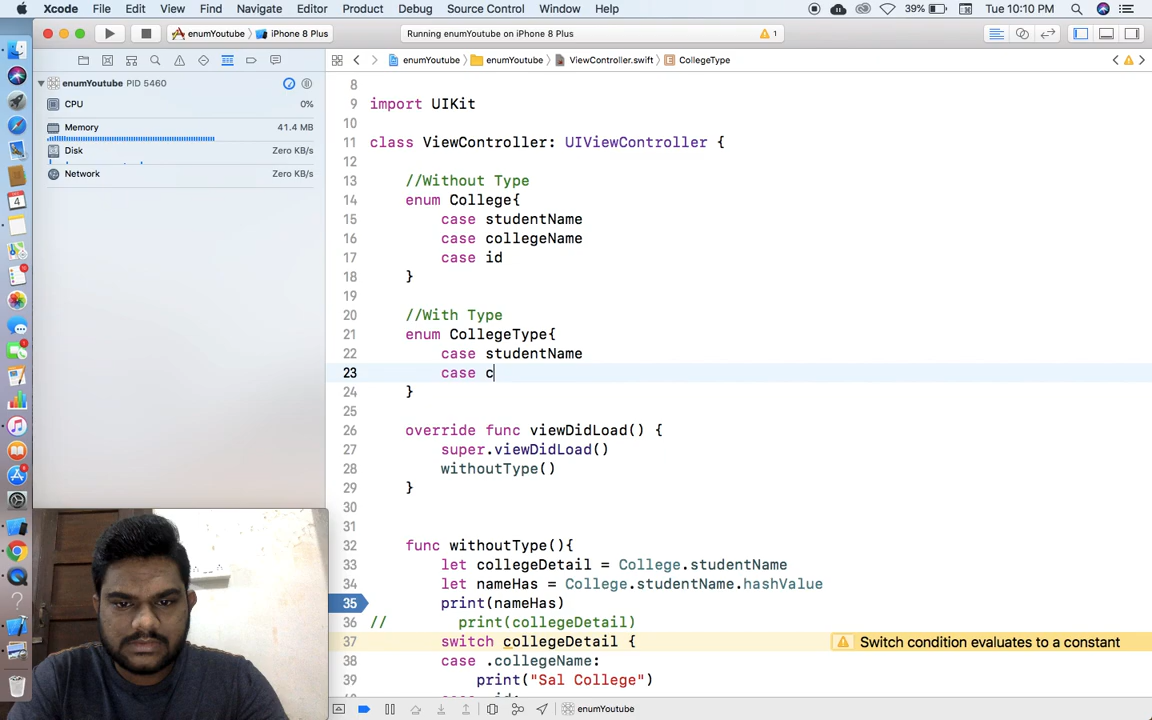 Xcode File Edit View Find Navigate Editor Product Debug Source Control Window Help 39% Tue 10:10 PM
enumYoutube iPhone 8 Plus Running enumYoutube on iPhone 8 Plus 1
enumYoutube enumYoutube ViewController.swift CollegeType
enumYoutube PID 5460
CPU 0%
Memory 41.4 MB
Disk Zero KB/s
Network Zero KB/s
8
9 import UIKit
10
11 class ViewController: UIViewController {
12
13 //Without Type
14 enum College{
15 case studentName
16 case collegeName
17 case id
18 }
19
20 //With Type
21 enum CollegeType{
22 case studentName
23 case c
24 }
25
26 override func viewDidLoad() {
27 super.viewDidLoad()
28 withoutType()
29 }
30
31
32 func withoutType(){
33 let collegeDetail = College.studentName
34 let nameHas = College.studentName.hashValue
35 print(nameHas)
36 // print(collegeDetail)
37 switch collegeDetail { Switch condition evaluates to a constant
38 case .collegeName:
39 print("Sal College")
enumYoutube